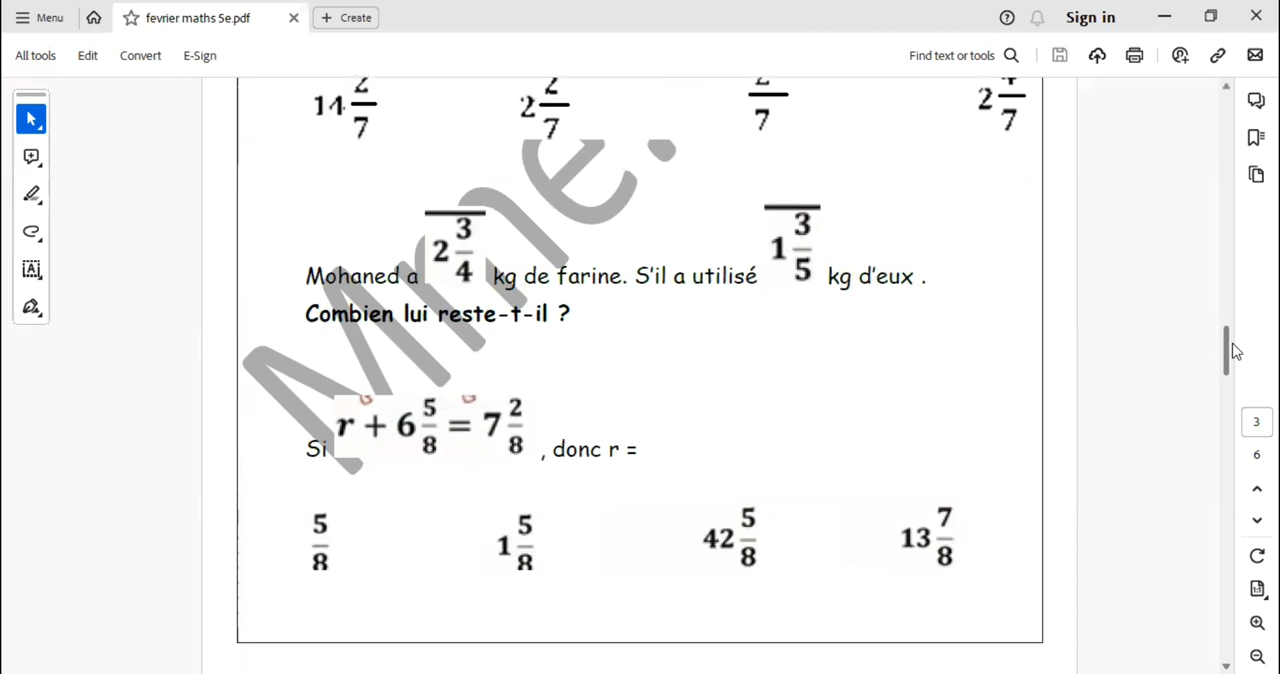 Menu
fevrier maths 5e.pdf
Create
Sign in
All tools Edit Convert E-Sign
Find text or tools
14 2/7 2 2/7 2/7 2 4/7
Mme.
Mohaned a 2 3/4 kg de farine. S'il a utilisé 1 3/5 kg d'eux .
Combien lui reste-t-il ?
Si r + 6 5/8 = 7 2/8 , donc r =
5/8 1 5/8 42 5/8 13 7/8
3
6